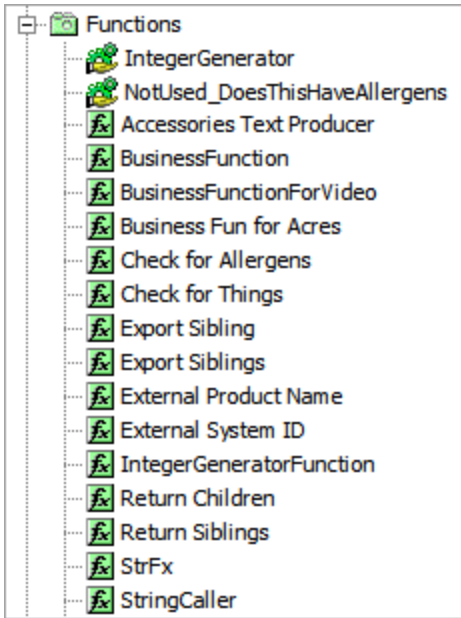 Functions
IntegerGenerator
NotUsed_DoesThisHaveAllergens
Accessories Text Producer
BusinessFunction
BusinessFunctionForVideo
Business Fun for Acres
Check for Allergens
Check for Things
Export Sibling
Export Siblings
External Product Name
External System ID
IntegerGeneratorFunction
Return Children
Return Siblings
StrFx
StringCaller